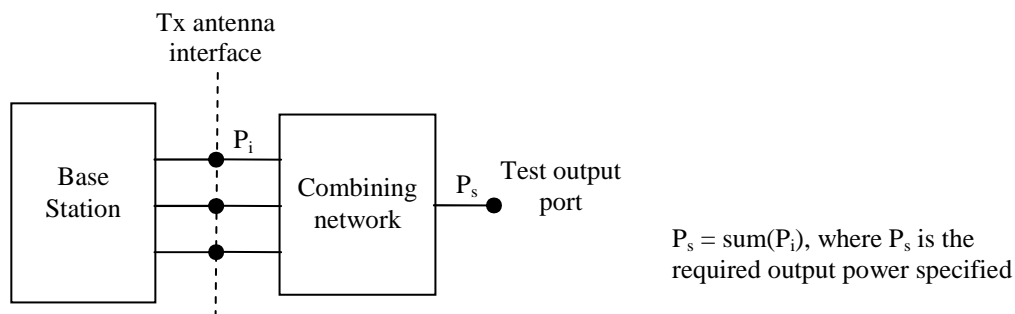 Tx antenna
interface
Base
Station
P_i
Combining
network
P_s
Test output
port
P_s = sum(P_i), where P_s is the
required output power specified